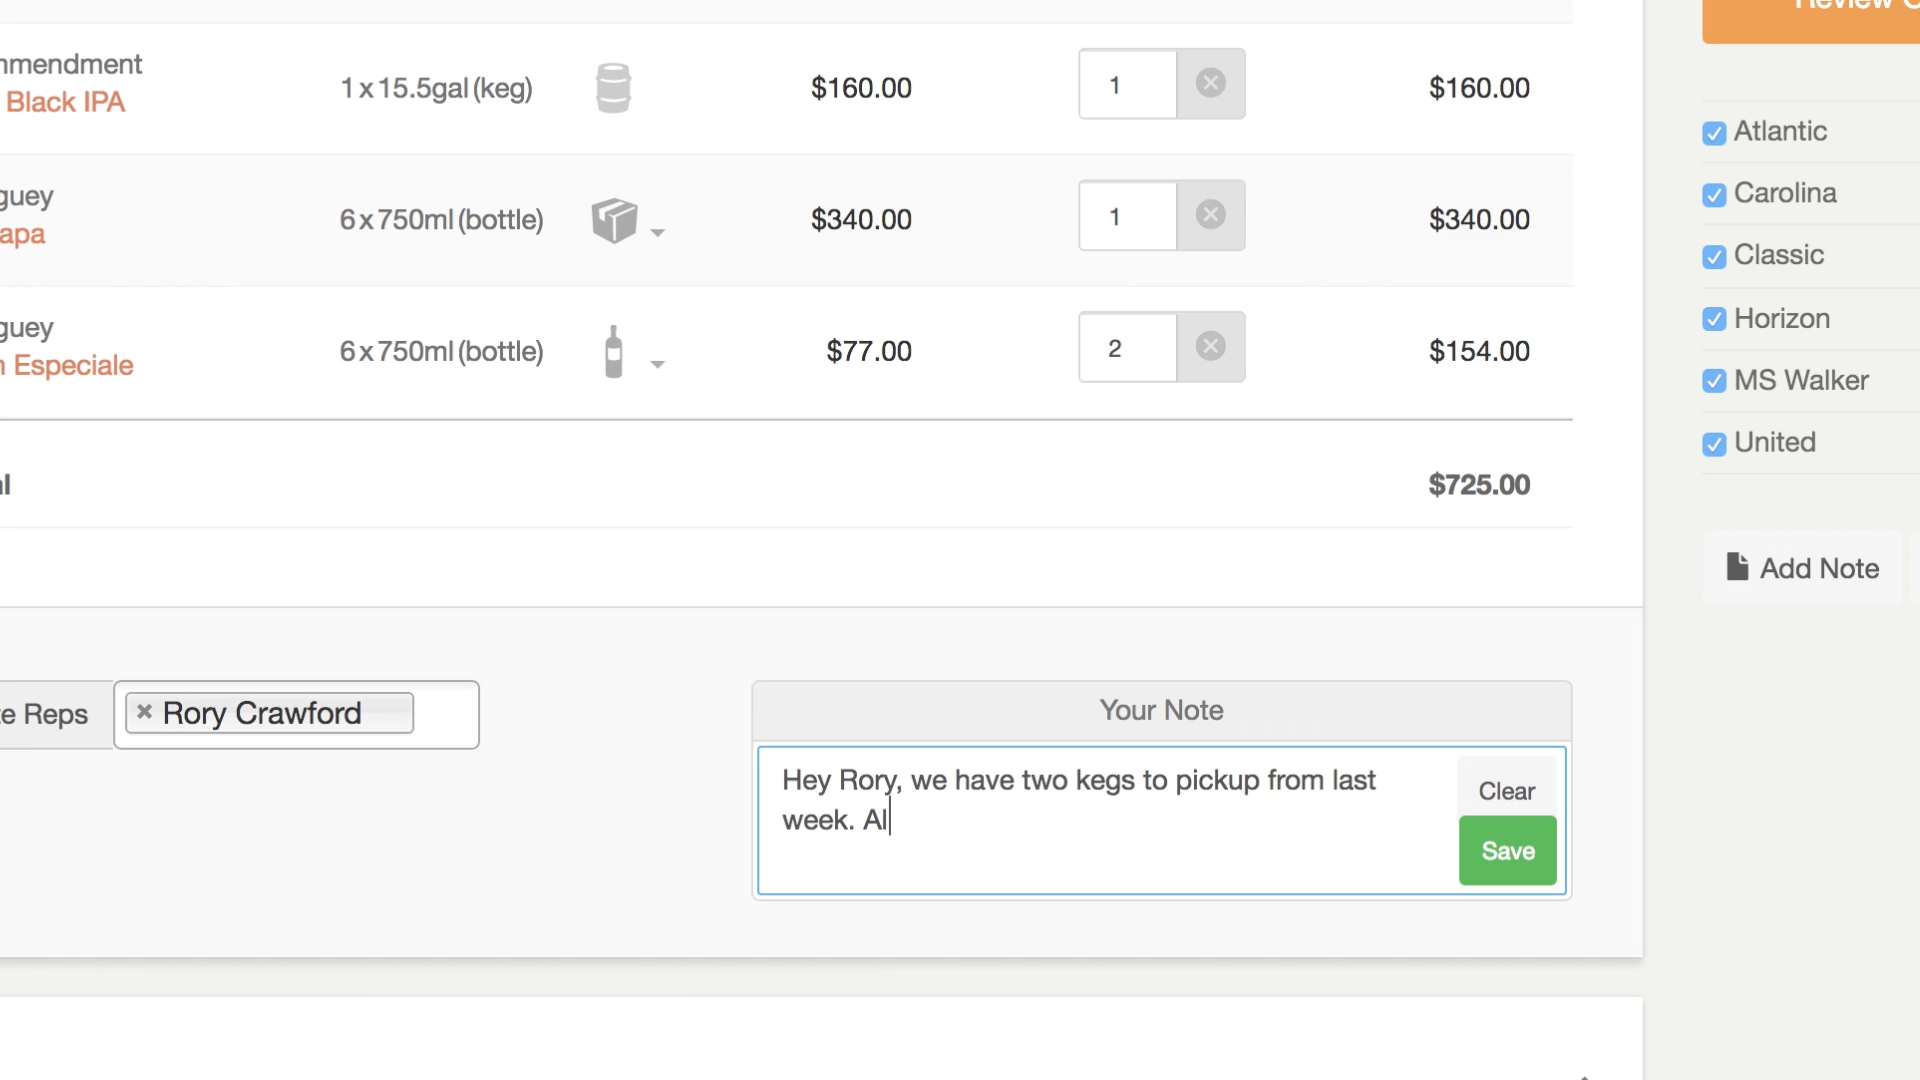 Review
mmendment
Black IPA
1 x 15.5gal (keg)
$160.00
1
$160.00
guey
apa
6 x 750ml (bottle)
$340.00
1
$340.00
guey
n Especiale
6 x 750ml (bottle)
$77.00
2
$154.00
al
$725.00
te Reps
Rory Crawford
Your Note
Hey Rory, we have two kegs to pickup from last
week. Al
Clear
Save
Atlantic
Carolina
Classic
Horizon
MS Walker
United
Add Note